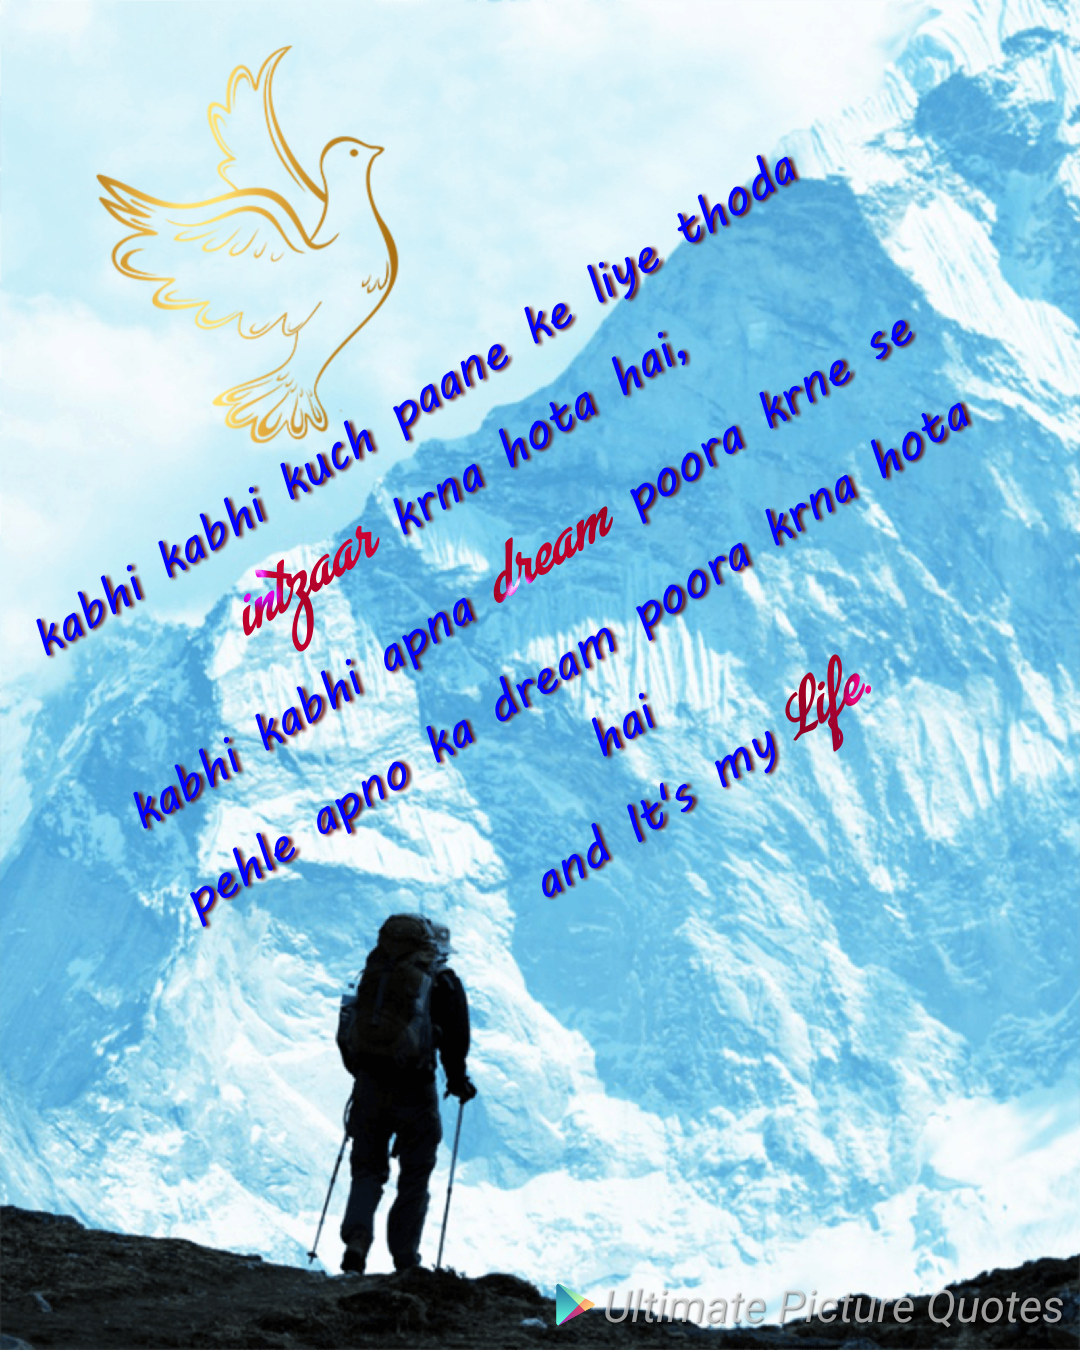 kabhi kabhi kuch paane ke liye thoda
intzaar krna hota hai,
kabhi kabhi apna dream poora krne se
pehle apno ka dream poora krna hota
hai
and It's my Life.
Ultimate Picture Quotes